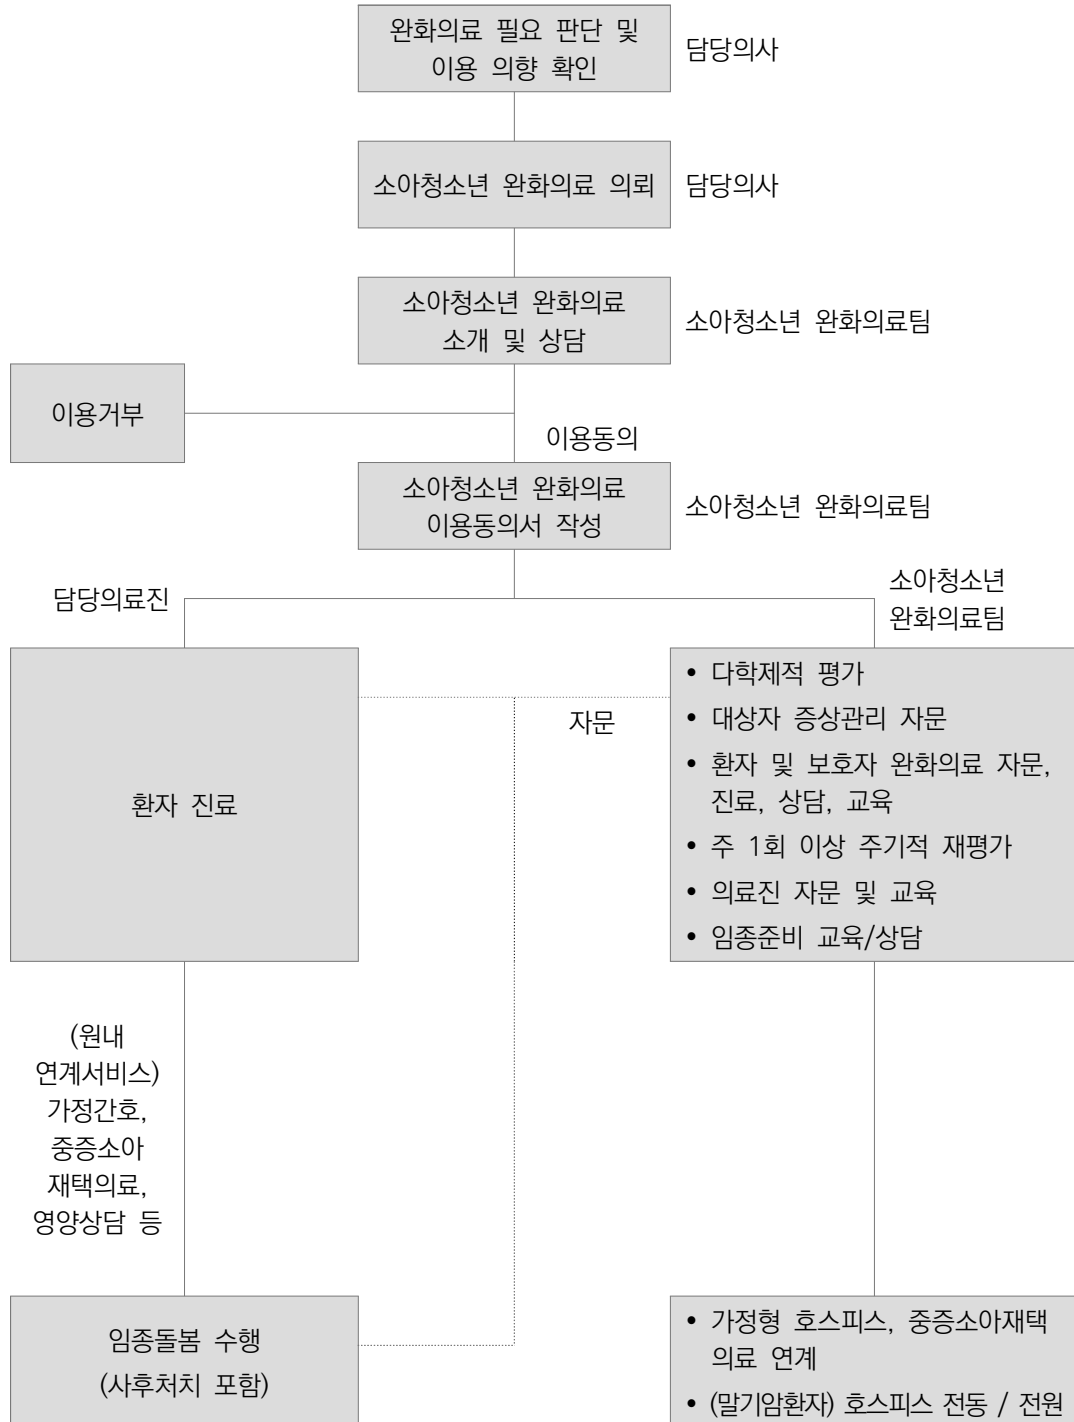 완화의료 필요 판단 및
이용 의향 확인
담당의사
소아청소년 완화의료 의뢰
담당의사
소아청소년 완화의료
소개 및 상담
소아청소년 완화의료팀
이용거부
이용동의
소아청소년 완화의료
이용동의서 작성
소아청소년 완화의료팀
담당의료진
소아청소년
완화의료팀
환자 진료
자문
• 다학제적 평가
• 대상자 증상관리 자문
• 환자 및 보호자 완화의료 자문,
진료, 상담, 교육
• 주 1회 이상 주기적 재평가
• 의료진 자문 및 교육
• 임종준비 교육/상담
(원내
연계서비스)
가정간호,
중증소아
재택의료,
영양상담 등
임종돌봄 수행
(사후처치 포함)
• 가정형 호스피스, 중증소아재택
의료 연계
• (말기암환자) 호스피스 전동 / 전원